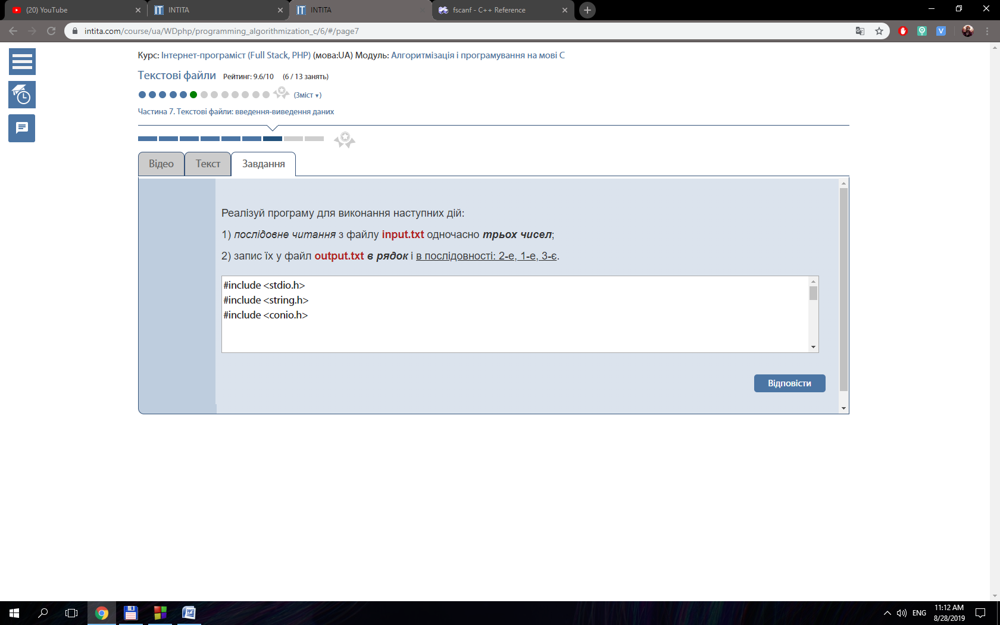 (20) YouTube
INTITA
INTITA
fscanf - C++ Reference
intita.com/course/ua/WDphp/programming_algorithmization_c/6/#/page7
Курс: Інтернет-програміст (Full Stack, PHP) (мова:UA) Модуль: Алгоритмізація і програмування на мові C
Текстові файли Рейтинг: 9.6/10 (6 / 13 занять)
(Зміст ▾)
Частина 7. Текстові файли: введення-виведення даних
Відео
Текст
Завдання
Реалізуй програму для виконання наступних дій:
1) послідовне читання з файлу input.txt одночасно трьох чисел;
2) запис їх у файл output.txt в рядок і в послідовності: 2-е, 1-е, 3-є.
#include <stdio.h>
#include <string.h>
#include <conio.h>
Відповісти
ENG
11:12 AM
8/28/2019